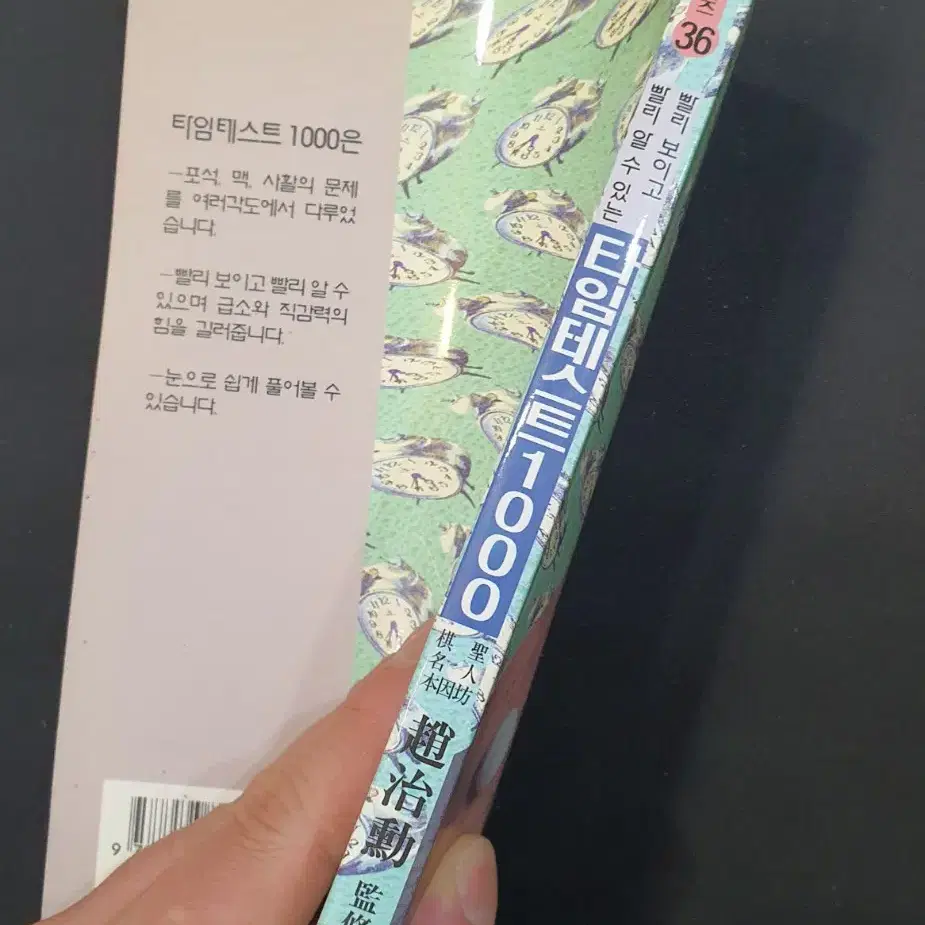 타임테스트 1000은
—포석, 맥, 사활의 문제
를 여러각도에서 다루었
습니다.
—빨리 보이고 빨리 알 수
있으며 급소와 직감력의
힘을 길러줍니다.
—눈으로 쉽게 풀어볼 수
있습니다.
9
즈 36
빨리 보이고
빨리 알 수 있는
타임테스트 1000
棋聖
名人
本因坊
趙治勳 監修